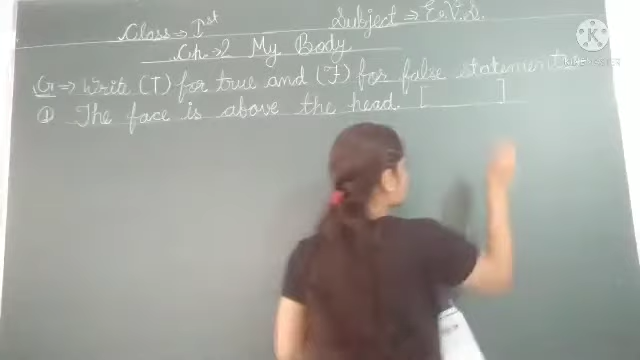 Class → Ist Subject ⇒ E.V.S.
Ch.⇒2 My Body
G ⇒ Write (T) for true and (F) for false statements
① The face is above the head. [ ]